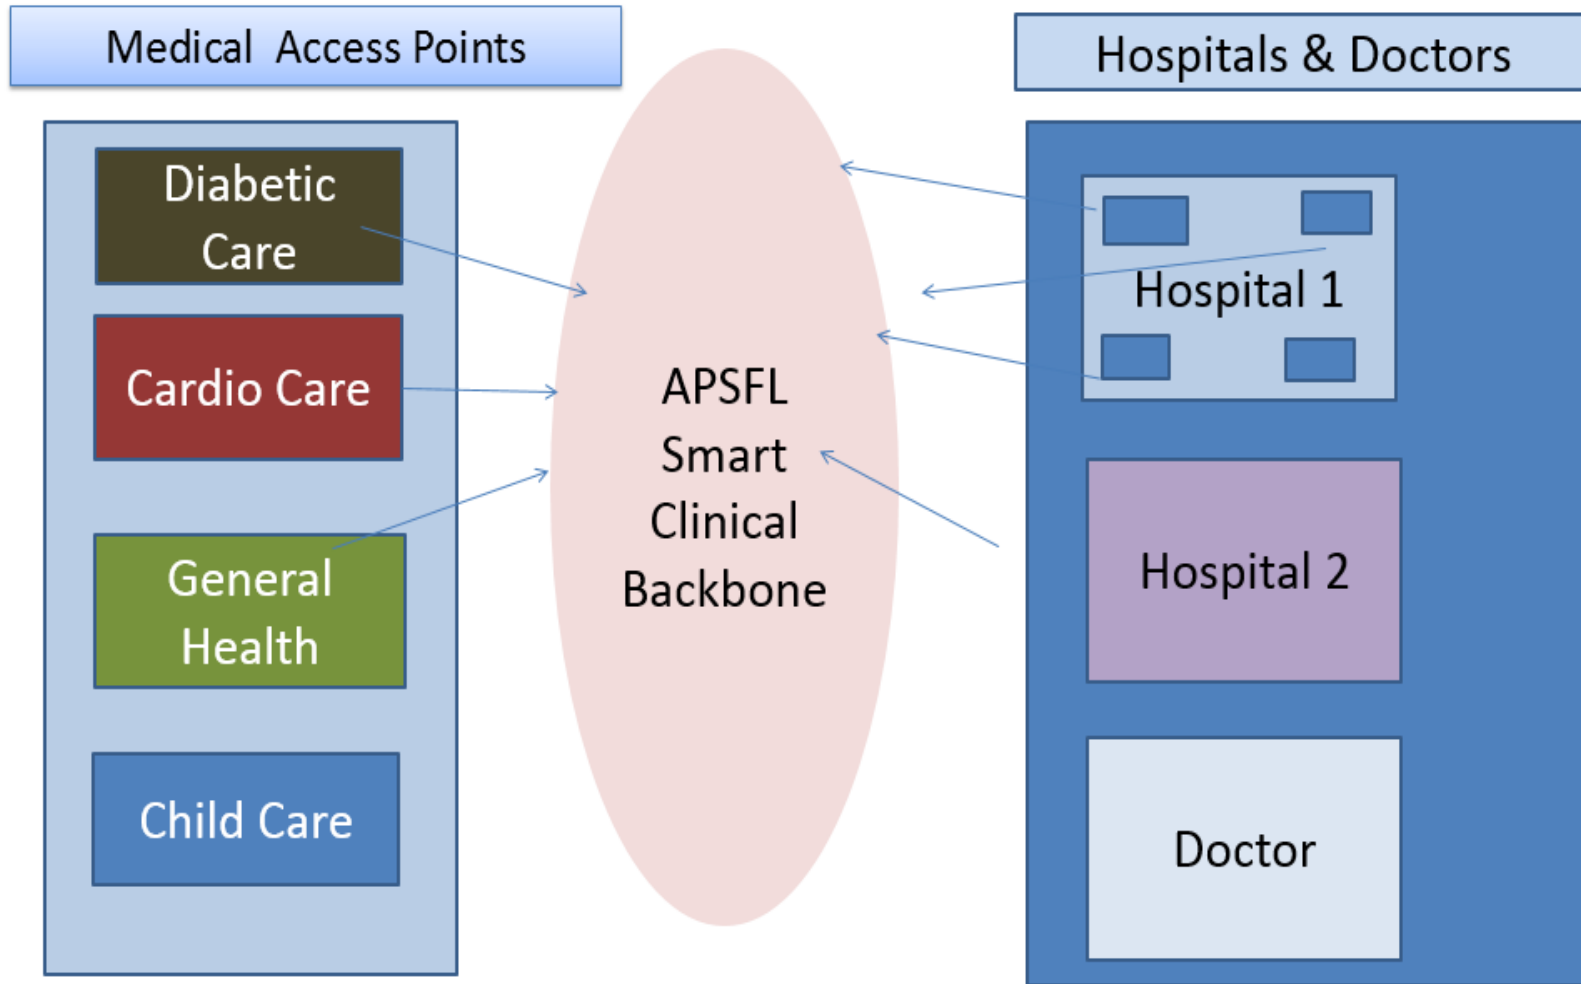 Medical Access Points
Hospitals & Doctors
Diabetic
Care
Cardio Care
General
Health
Child Care
APSFL
Smart
Clinical
Backbone
Hospital 1
Hospital 2
Doctor